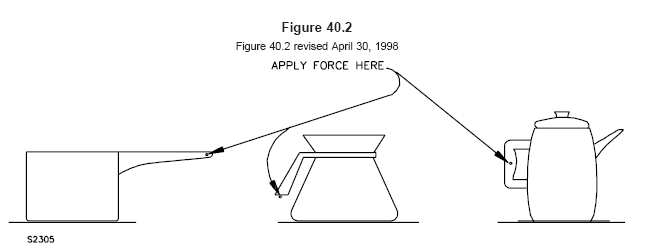 Figure 40.2
Figure 40.2 revised April 30, 1998
APPLY FORCE HERE
S2305